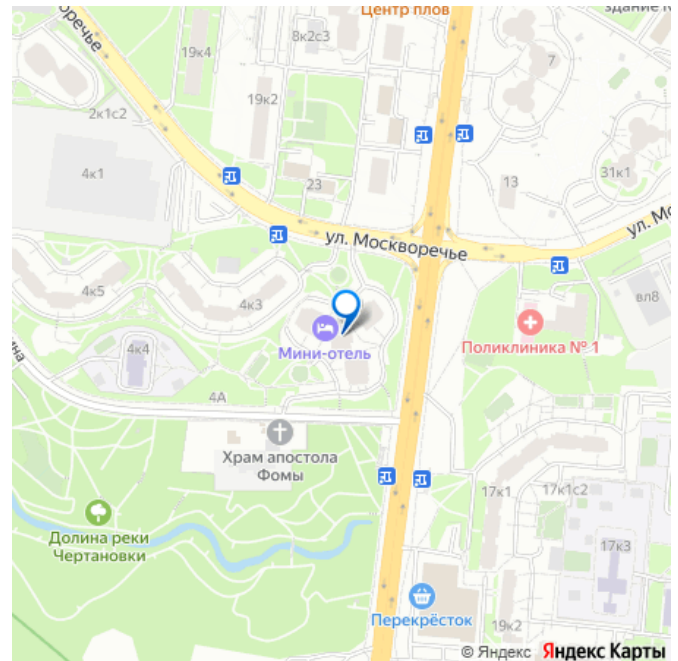 Центр плов
здание №
8к2с3
19к4
7
19к2
2к1с2
4к1
31к1
23
13
ул. Москворечье
ул. Мо
4к5
4к3
вл8
Мини-отель
Поликлиника № 1
4к4
ина
4А
Храм апостола
Фомы
17к1
17к1с2
Долина реки
Чертановки
17к3
Перекрёсток
19к2
© Яндекс Яндекс Карты